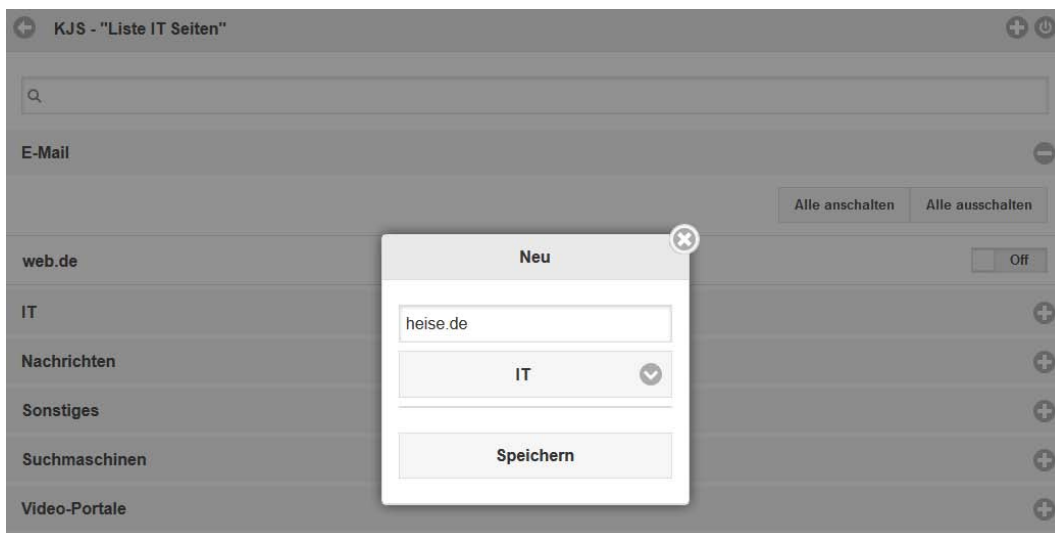 KJS - "Liste IT Seiten"
E-Mail
Alle anschalten Alle ausschalten
web.de Off
Neu
heise.de
IT
Speichern
IT
Nachrichten
Sonstiges
Suchmaschinen
Video-Portale